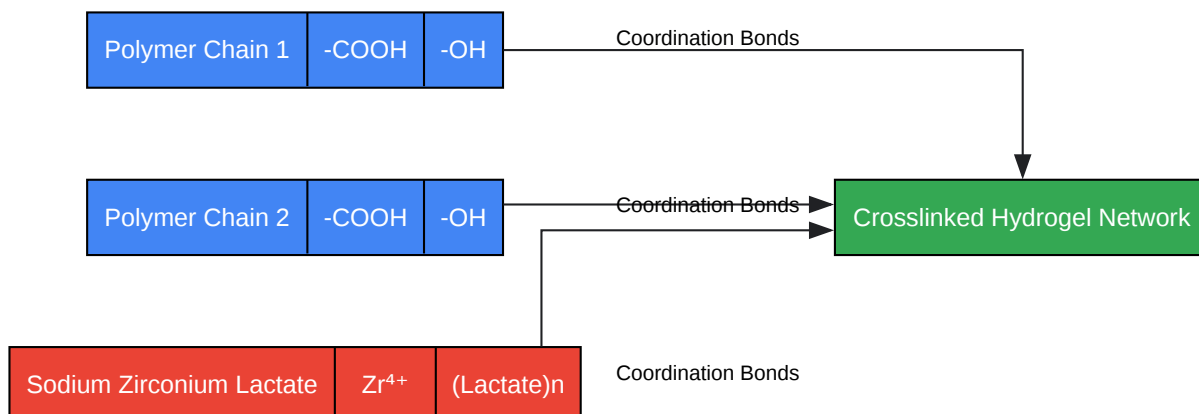 Polymer Chain 1 -COOH -OH Coordination Bonds
Polymer Chain 2 -COOH -OH Coordination Bonds Crosslinked Hydrogel Network
Sodium Zirconium Lactate Zr⁴⁺ (Lactate)n Coordination Bonds